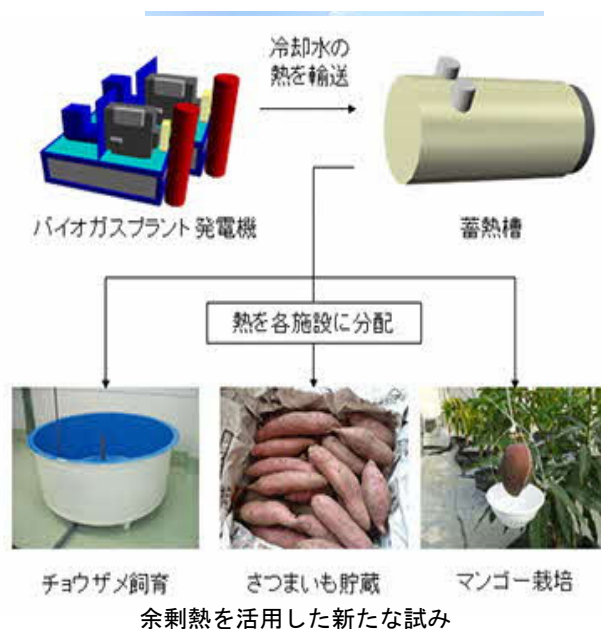 冷却水の
熱を輸送
バイオガスプラント発電機
蓄熱槽
熱を各施設に分配
チョウザメ飼育
さつまいも貯蔵
マンゴー栽培
余剰熱を活用した新たな試み